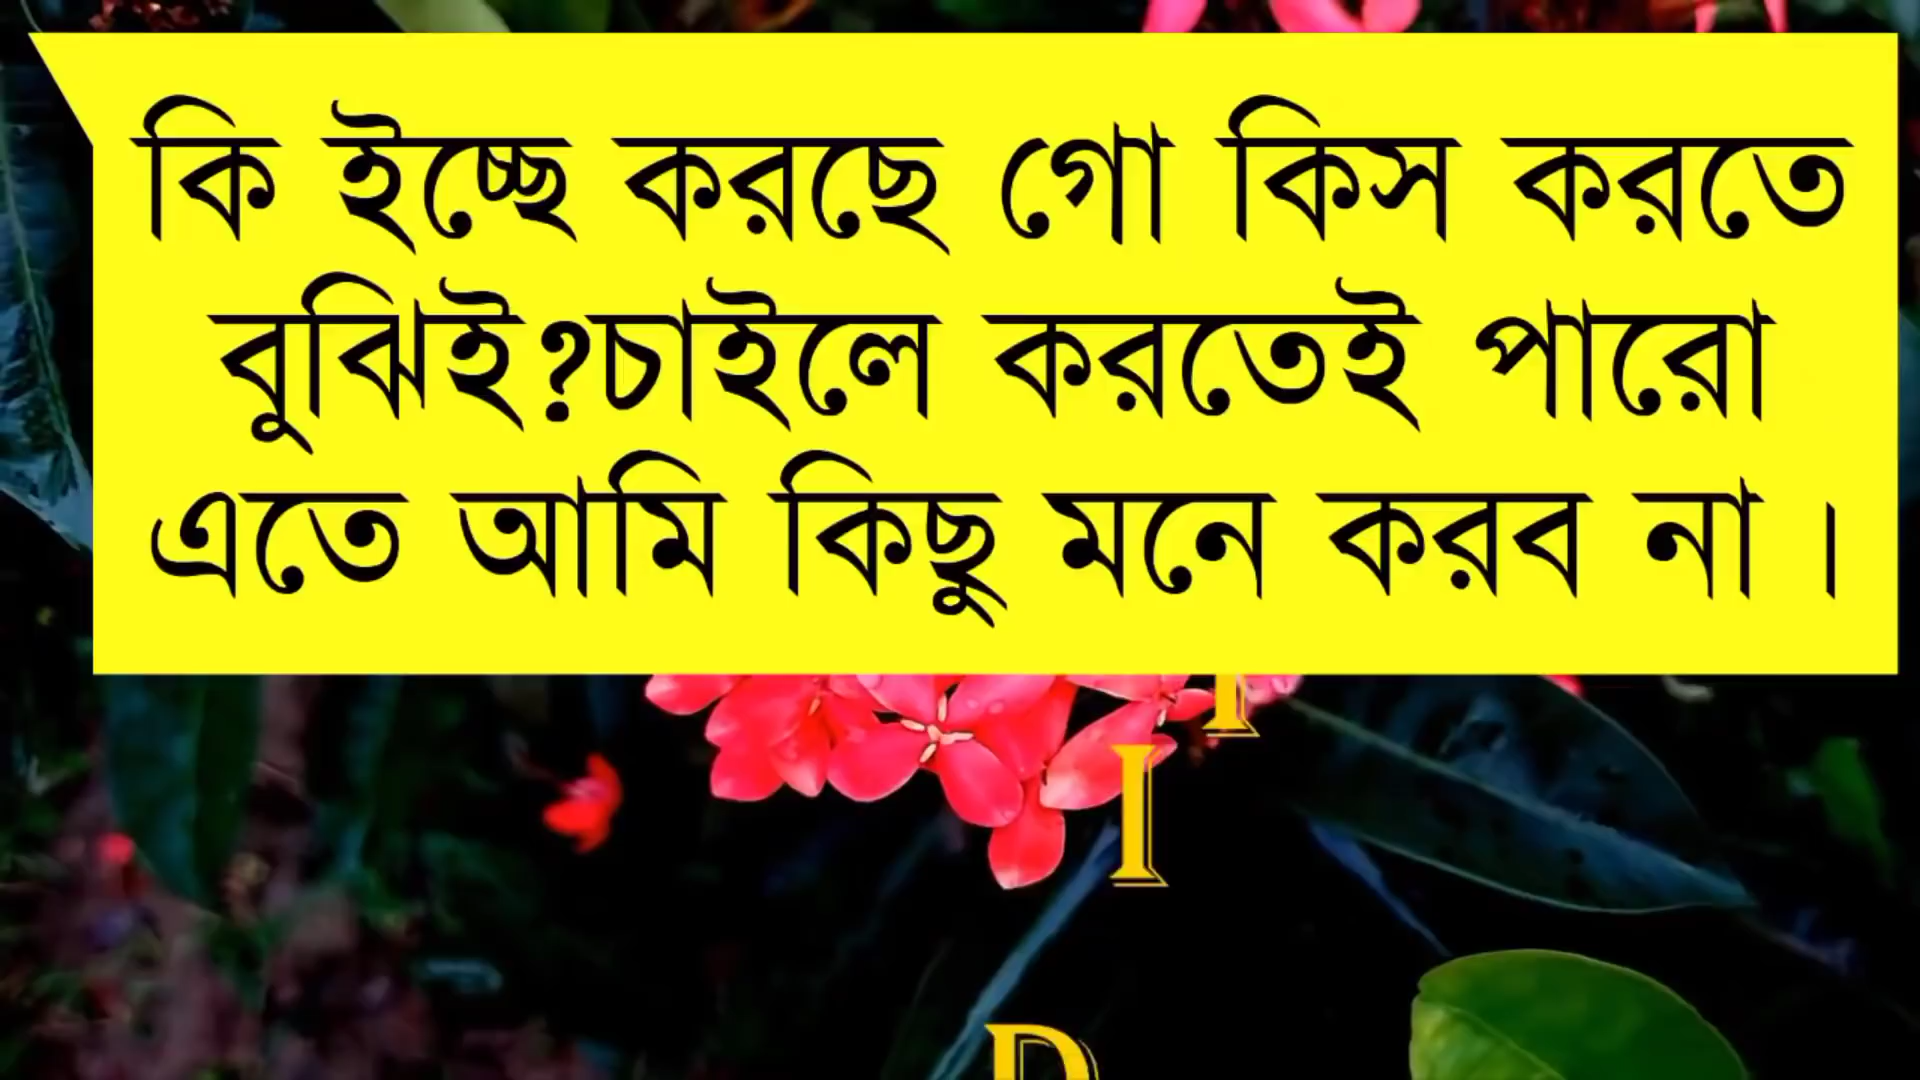 কি ইচ্ছে করছে গো কিস করতে
বুঝিই?চাইলে করতেই পারো
এতে আমি কিছু মনে করব না ।
I
D